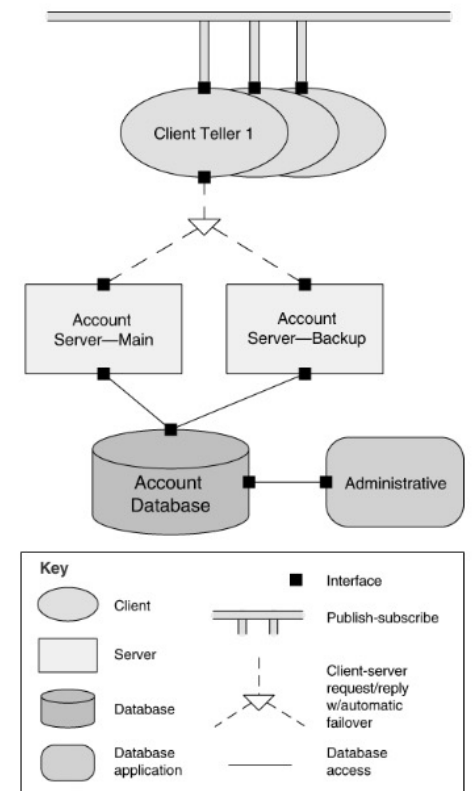 Client Teller 1
Account
Server—Main
Account
Server—Backup
Account
Database
Administrative
Key
Client
Server
Database
Database
application
Interface
Publish-subscribe
Client-server
request/reply
w/automatic
failover
Database
access